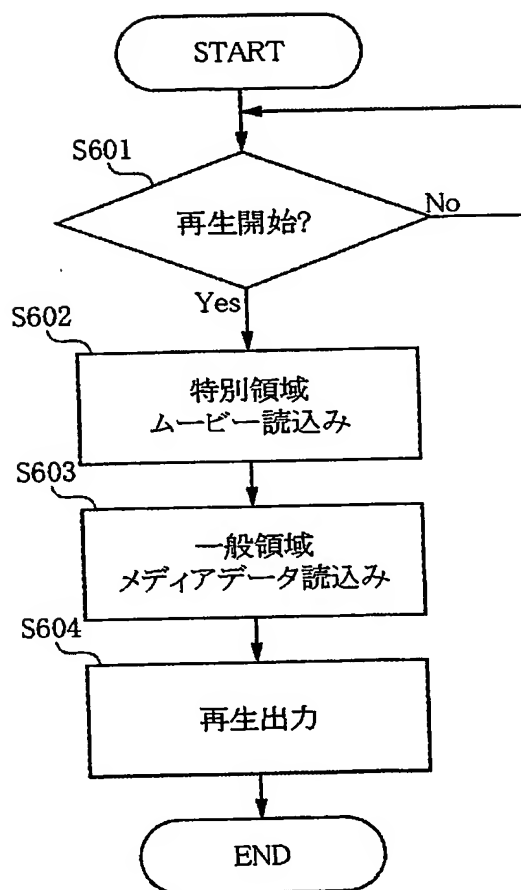 START
S601
再生開始?
No
Yes
S602
特別領域
ムービー読込み
S603
一般領域
メディアデータ読込み
S604
再生出力
END